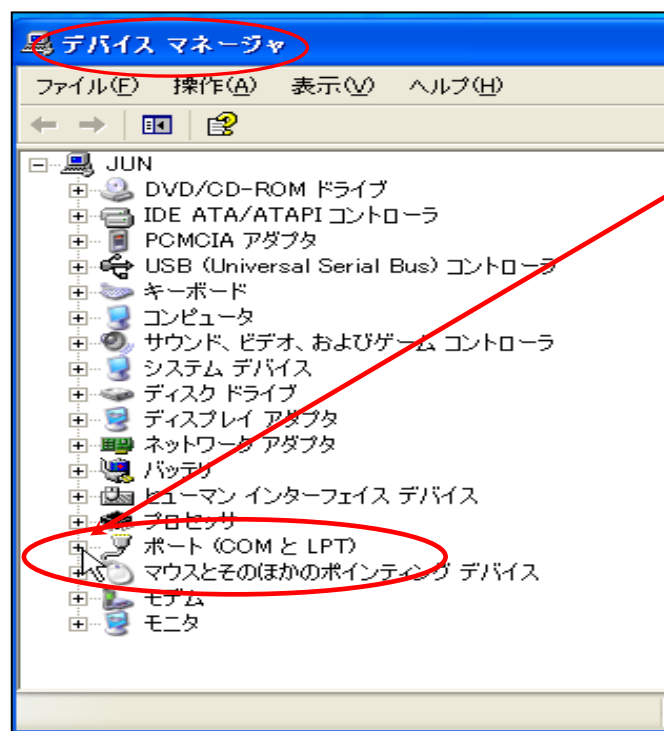 デバイス マネージャ
ファイル(F) 操作(A) 表示(V) ヘルプ(H)
JUN
DVD/CD-ROM ドライブ
IDE ATA/ATAPI コントローラ
PCMCIA アダプタ
USB (Universal Serial Bus) コントローラ
キーボード
コンピュータ
サウンド、ビデオ、およびゲーム コントローラ
システム デバイス
ディスク ドライブ
ディスプレイ アダプタ
ネットワーク アダプタ
バッテリ
ヒューマン インターフェイス デバイス
プロセッサ
ポート (COM と LPT)
マウスとそのほかのポインティング デバイス
モデム
モニタ